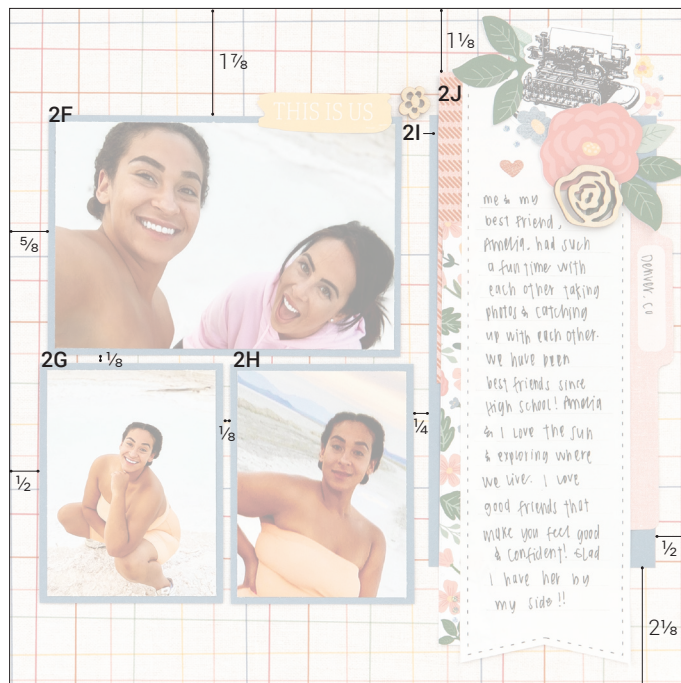 1⅞
1⅛
2F
THIS IS US
2I
2J
⅝
2G
⅛
2H
⅛
¼
½
me & my
best friend,
Amelia, had such
a fun time with
each other taking
photos & catching
up with each other.
we have been
best friends since
High school! Amelia
& I love the sun
& exploring where
we live. I love
good friends that
make you feel good
& confident! Glad
I have her by
my side!!
Denver, co
½
2⅛